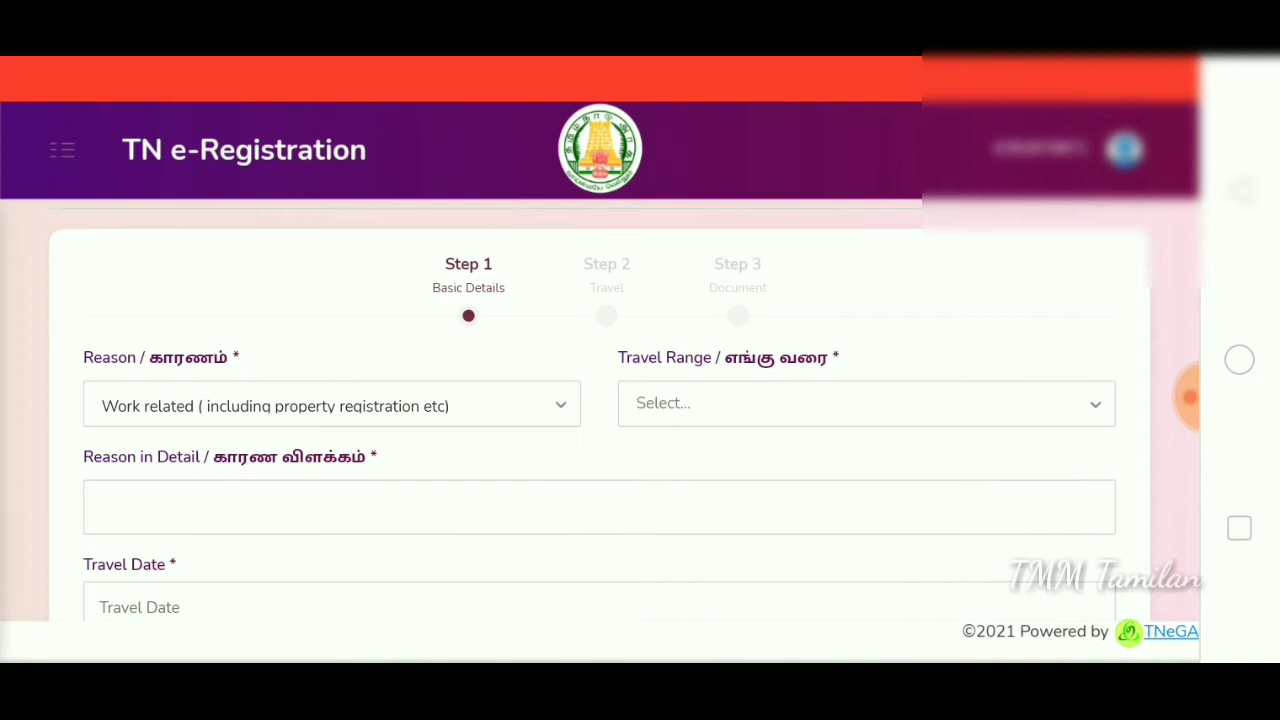 TN e-Registration
Step 1
Step 2
Step 3
Basic Details
Travel
Document
Reason / காரணம் *
Travel Range / எங்கு வரை *
Work related ( including property registration etc)
Select...
Reason in Detail / காரண விளக்கம் *
Travel Date *
Travel Date
TMM Tamilan
©2021 Powered by TNeGA